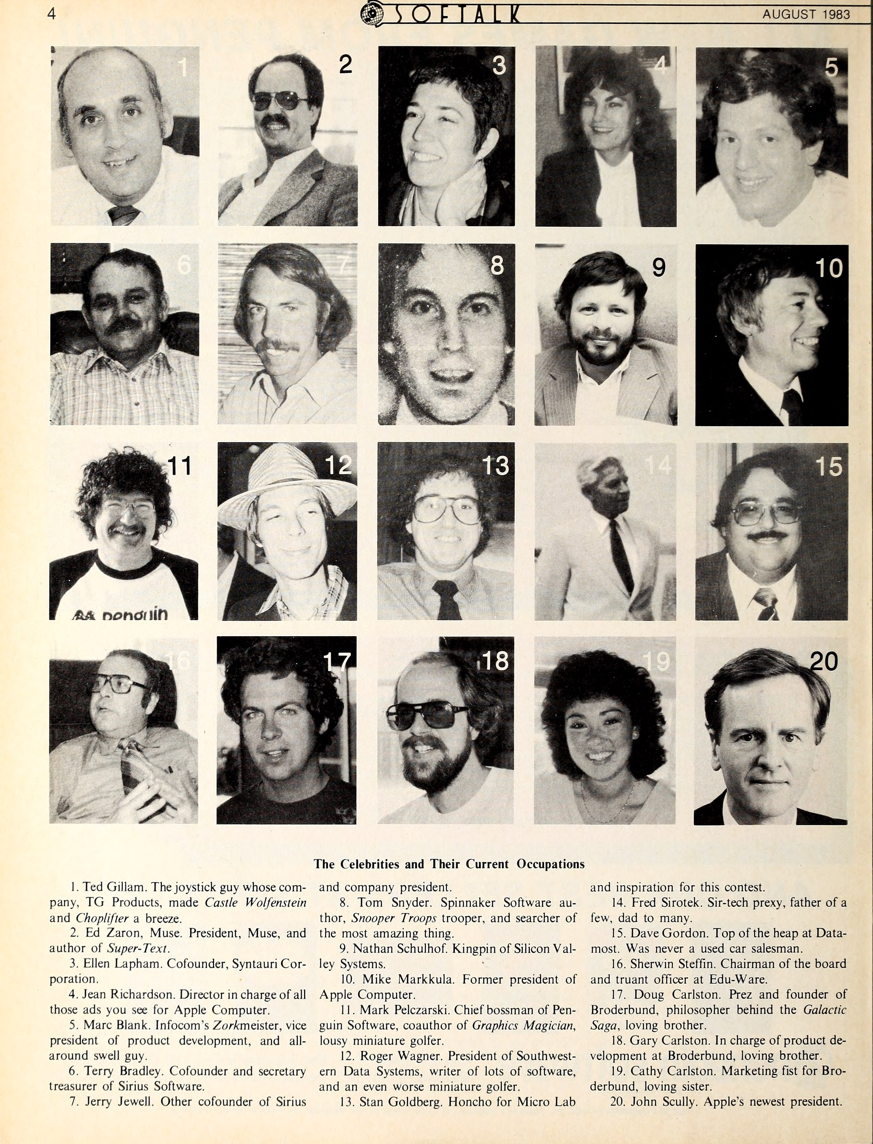 4
SOFTALK
AUGUST 1983
1
2
3
4
5
6
7
8
9
10
11
12
13
14
15
penguin
16
17
18
19
20
The Celebrities and Their Current Occupations
1. Ted Gillam. The joystick guy whose com-
pany, TG Products, made Castle Wolfenstein
and Choplifter a breeze.
2. Ed Zaron, Muse. President, Muse, and
author of Super-Text.
3. Ellen Lapham. Cofounder, Syntauri Cor-
poration.
4. Jean Richardson. Director in charge of all
those ads you see for Apple Computer.
5. Marc Blank. Infocom's Zorkmeister, vice
president of product development, and all-
around swell guy.
6. Terry Bradley. Cofounder and secretary
treasurer of Sirius Software.
7. Jerry Jewell. Other cofounder of Sirius
and company president.
8. Tom Snyder. Spinnaker Software au-
thor, Snooper Troops trooper, and searcher of
the most amazing thing.
9. Nathan Schulhof. Kingpin of Silicon Val-
ley Systems.
10. Mike Markkula. Former president of
Apple Computer.
11. Mark Pelczarski. Chief bossman of Pen-
guin Software, coauthor of Graphics Magician,
lousy miniature golfer.
12. Roger Wagner. President of Southwest-
ern Data Systems, writer of lots of software,
and an even worse miniature golfer.
13. Stan Goldberg. Honcho for Micro Lab
and inspiration for this contest.
14. Fred Sirotek. Sir-tech prexy, father of a
few, dad to many.
15. Dave Gordon. Top of the heap at Data-
most. Was never a used car salesman.
16. Sherwin Steffin. Chairman of the board
and truant officer at Edu-Ware.
17. Doug Carlston. Prez and founder of
Broderbund, philosopher behind the Galactic
Saga, loving brother.
18. Gary Carlston. In charge of product de-
velopment at Broderbund, loving brother.
19. Cathy Carlston. Marketing fist for Bro-
derbund, loving sister.
20. John Scully. Apple's newest president.